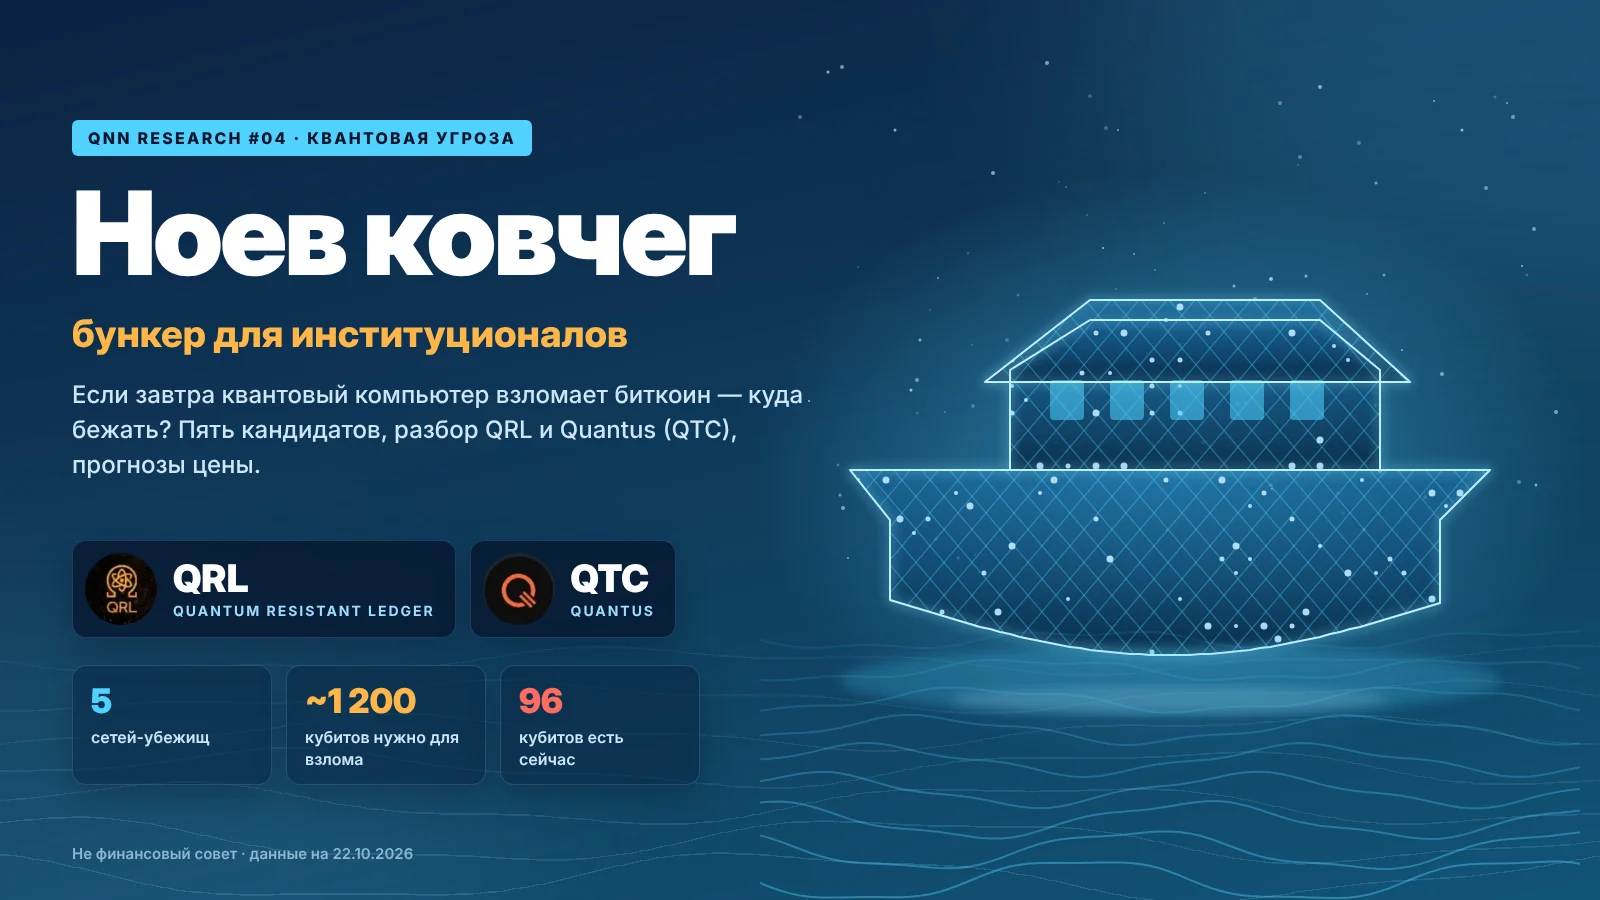 QNN RESEARCH #04 · КВАНТОВАЯ УГРОЗА
Ноев ковчег
бункер для институционалов
Если завтра квантовый компьютер взломает биткоин — куда
бежать? Пять кандидатов, разбор QRL и Quantus (QTC),
прогнозы цены.
QRL
QRL
QUANTUM RESISTANT LEDGER
QTC
QUANTUS
5
сетей-убежищ
~1200
кубитов нужно для
взлома
96
кубитов есть
сейчас
Не финансовый совет · данные на 22.10.2026